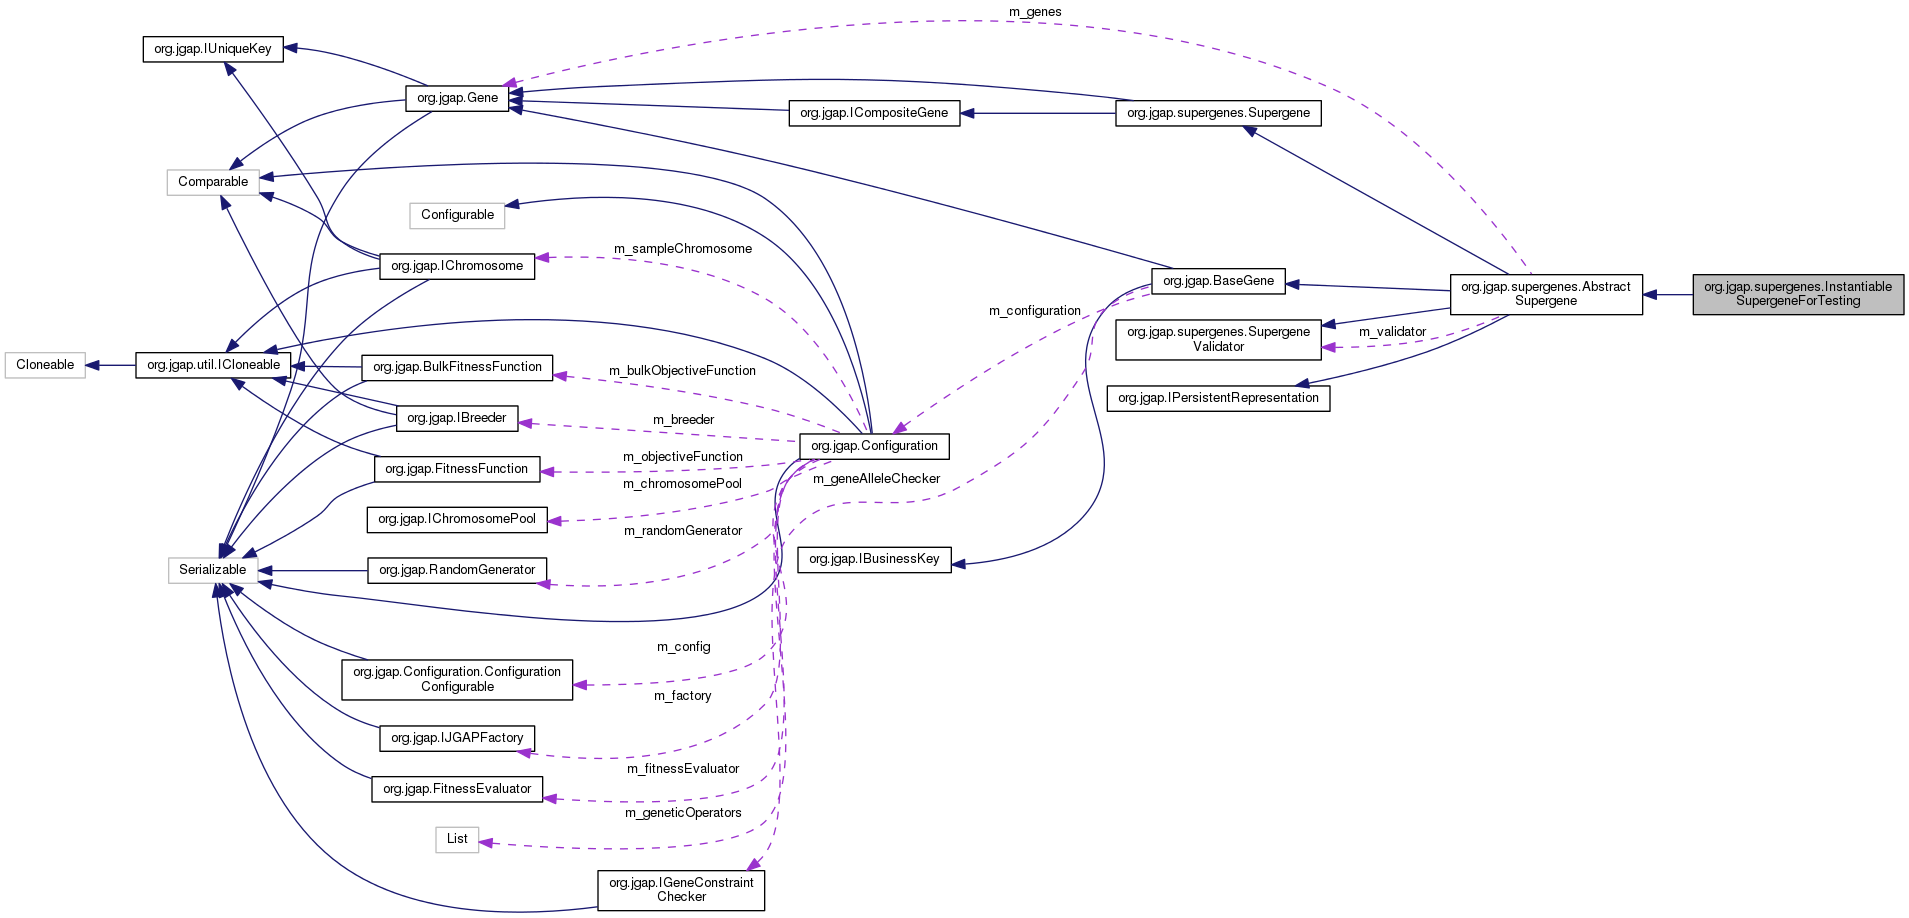 m_genes
org.jgap.IUniqueKey
org.jgap.Gene
org.jgap.ICompositeGene
org.jgap.supergenes.Supergene
Comparable
Configurable
m_sampleChromosome
org.jgap.IChromosome
org.jgap.BaseGene
org.jgap.supergenes.Abstract
Supergene
org.jgap.supergenes.Instantiable
SupergeneForTesting
m_configuration
org.jgap.supergenes.Supergene
Validator
m_validator
Cloneable
org.jgap.util.ICloneable
org.jgap.BulkFitnessFunction
m_bulkObjectiveFunction
org.jgap.IPersistentRepresentation
org.jgap.IBreeder
m_breeder
org.jgap.Configuration
org.jgap.FitnessFunction
m_objectiveFunction
m_chromosomePool
m_geneAlleleChecker
org.jgap.IChromosomePool
m_randomGenerator
org.jgap.IBusinessKey
Serializable
org.jgap.RandomGenerator
m_config
org.jgap.Configuration.Configuration
Configurable
m_factory
org.jgap.IJGAPFactory
m_fitnessEvaluator
org.jgap.FitnessEvaluator
m_geneticOperators
List
org.jgap.IGeneConstraint
Checker